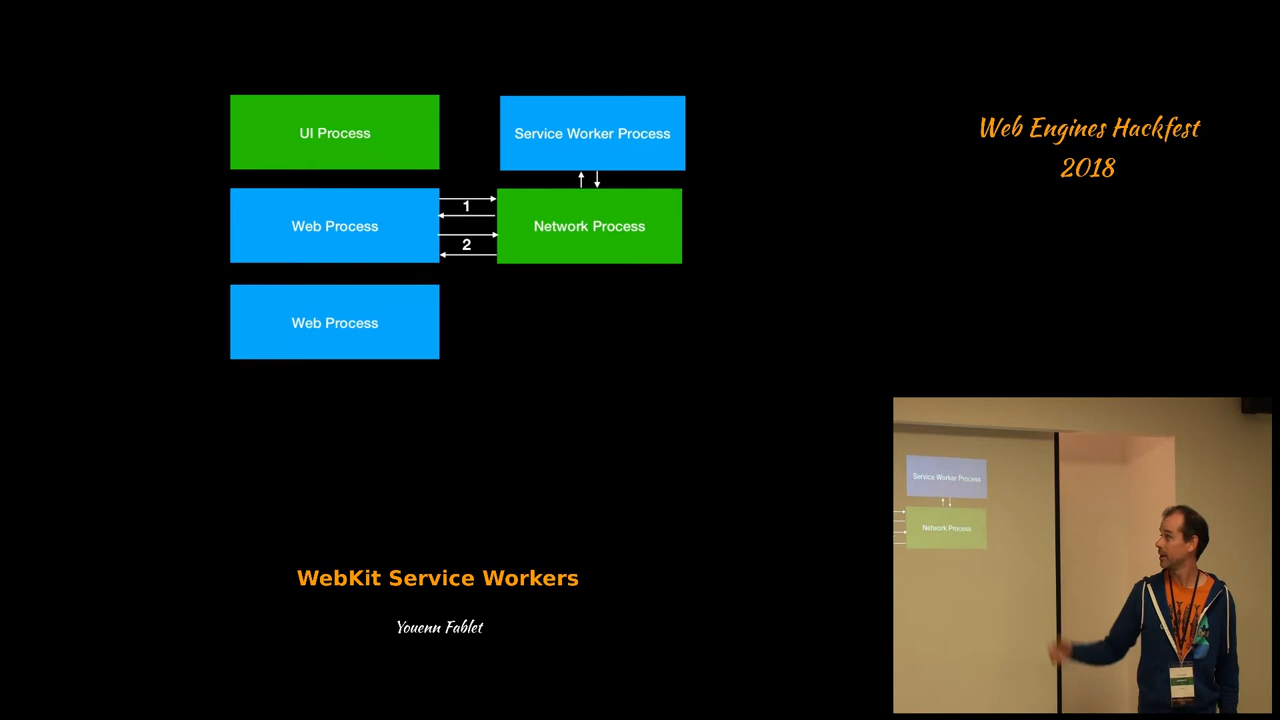 UI Process
Service Worker Process
Web Process
1
2
Network Process
Web Process
Web Engines Hackfest
2018
Service Worker Process
Network Process
WebKit Service Workers
Youenn Fablet